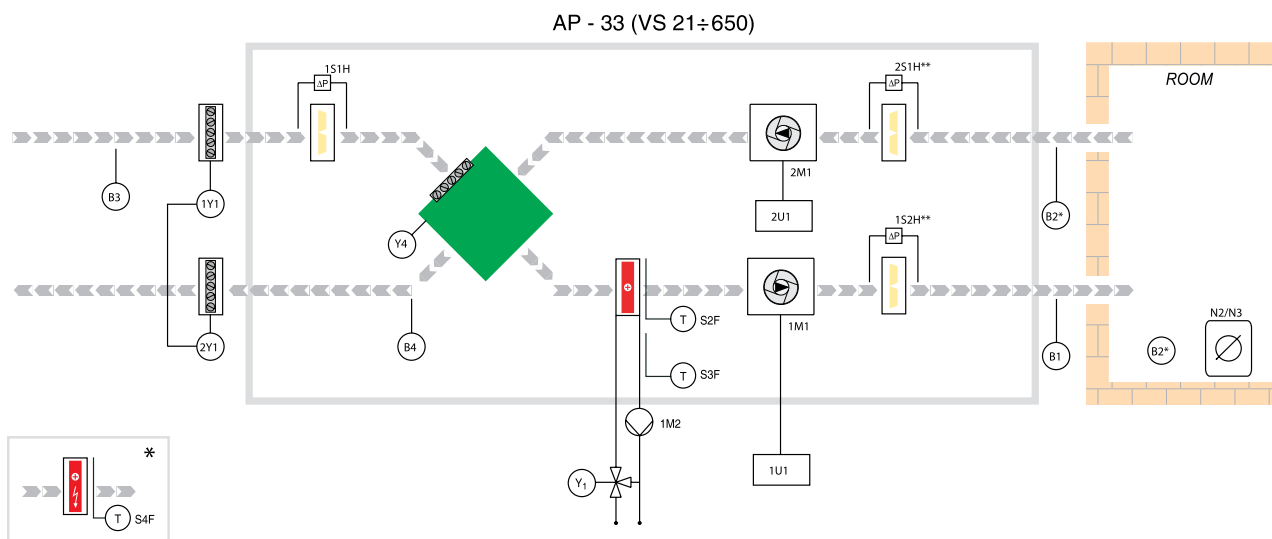 AP - 33 (VS 21÷650)
1S1H
ΔP
2S1H**
ΔP
ROOM
B3
1Y1
2M1
2U1
B2*
Y4
1S2H**
ΔP
2Y1
B4
T S2F
1M1
T S3F
B1
B2*
N2/N3
1M2
*
Y1
1U1
T S4F